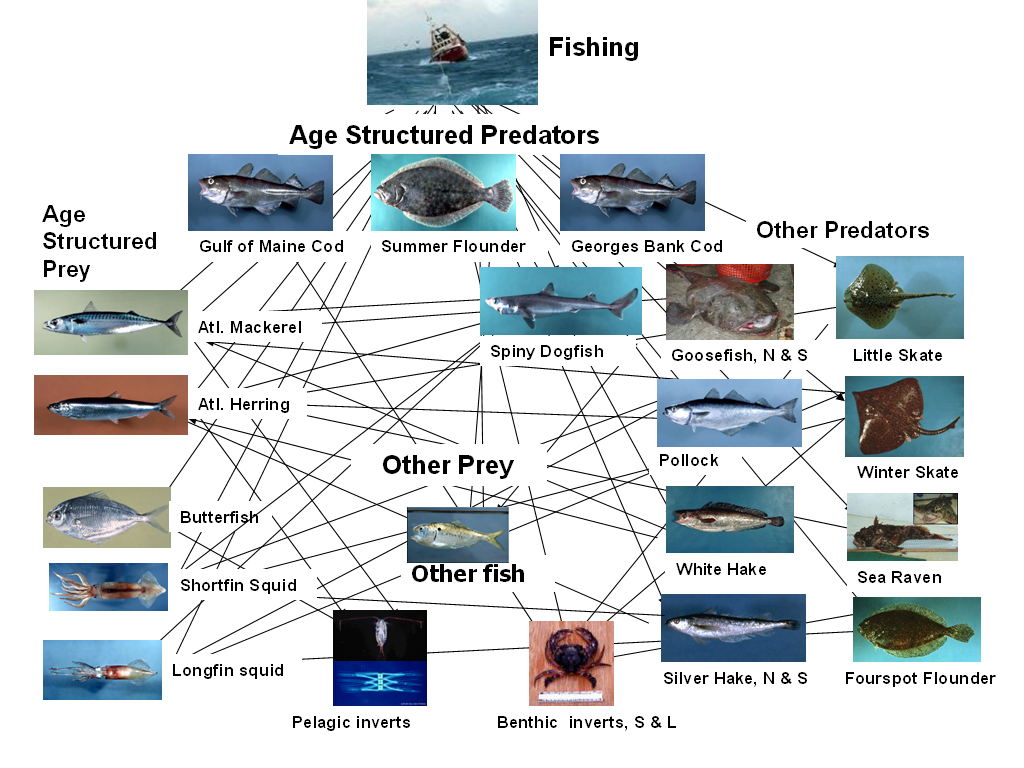 Fishing
Age Structured Predators
Age
Structured
Prey
Gulf of Maine Cod
Summer Flounder
Georges Bank Cod
Other Predators
Atl. Mackerel
Spiny Dogfish
Goosefish, N & S
Little Skate
Atl. Herring
Other Prey
Pollock
Winter Skate
Butterfish
Other fish
White Hake
Sea Raven
Shortfin Squid
Longfin squid
Silver Hake, N & S
Fourspot Flounder
Pelagic inverts
Benthic inverts, S & L